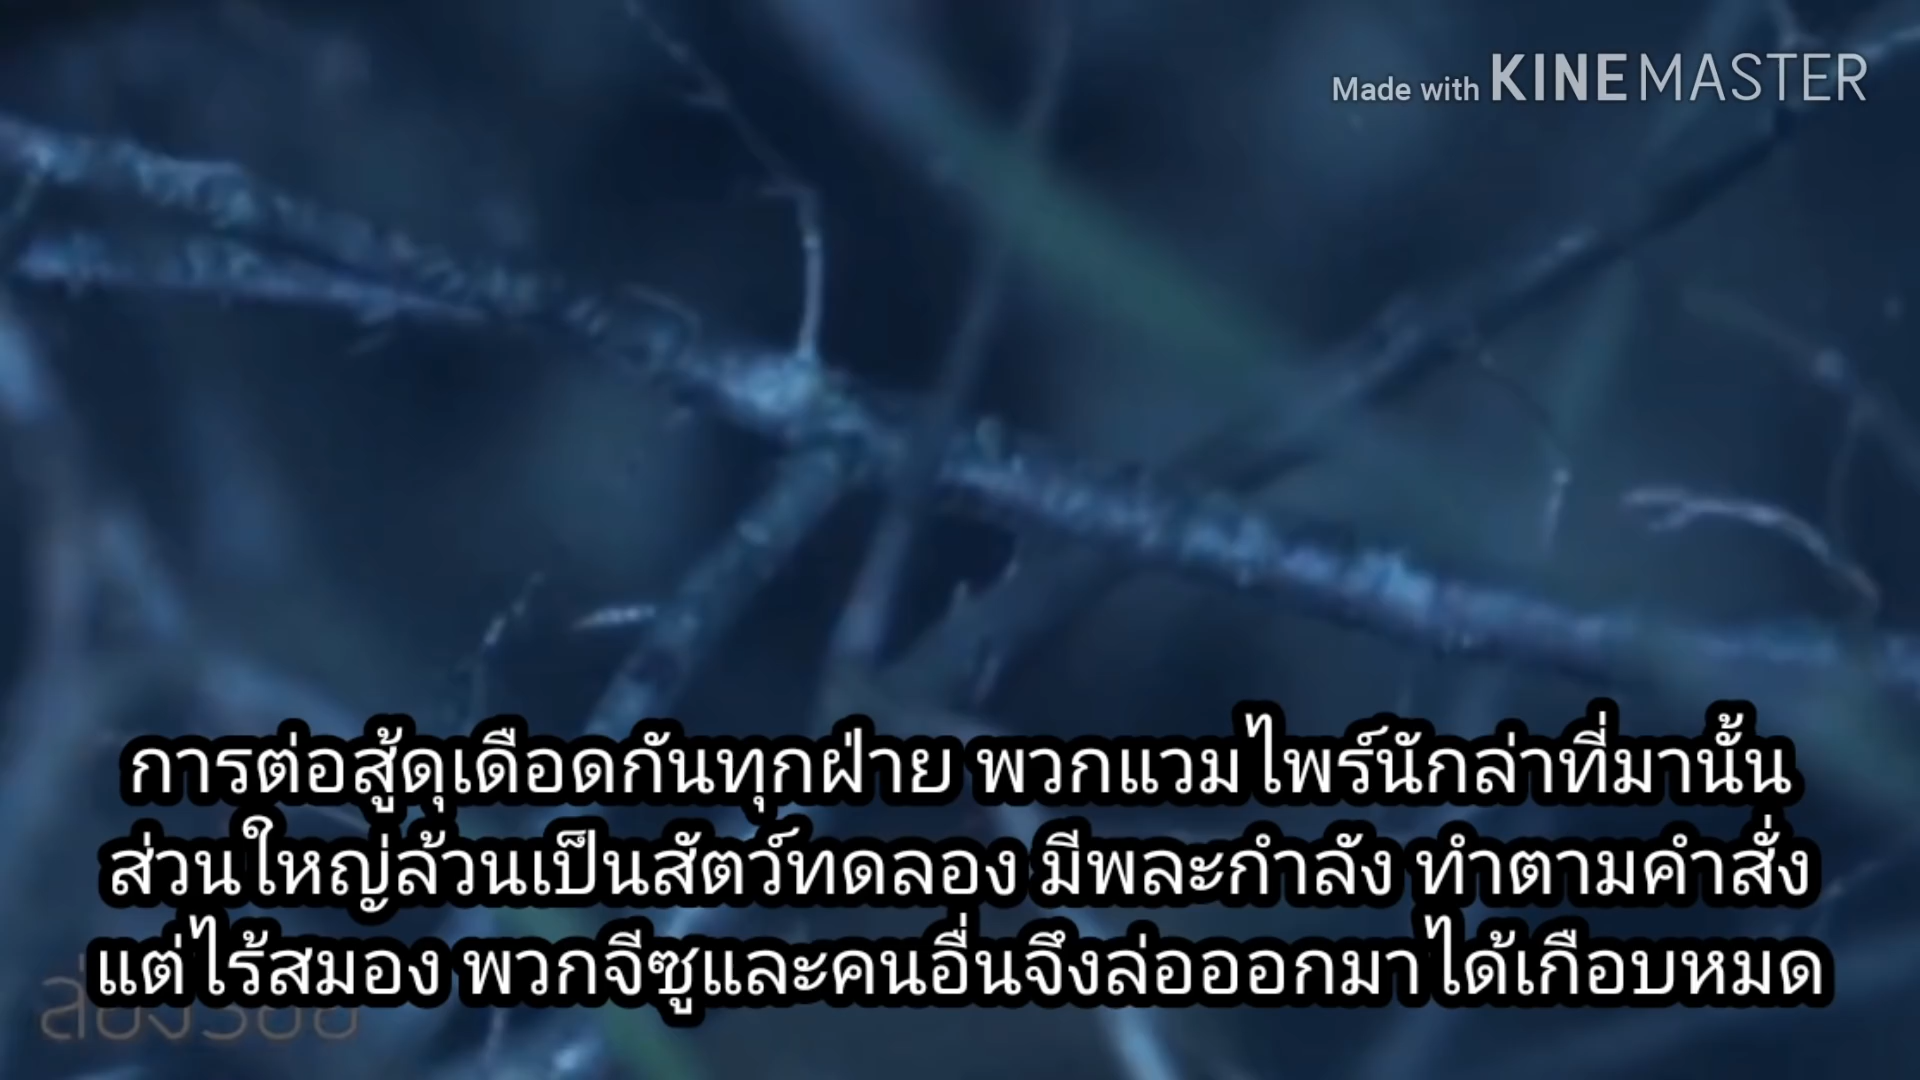 Made with KINEMASTER
การต่อสู้ดุเดือดกันทุกฝ่าย พวกแวมไพร์นักล่าที่มานั้น
ส่วนใหญ่ล้วนเป็นสัตว์ทดลอง มีพละกำลัง ทำตามคำสั่ง
แต่ไร้สมอง พวกจีซูและคนอื่นจึงล่อออกมาได้เกือบหมด